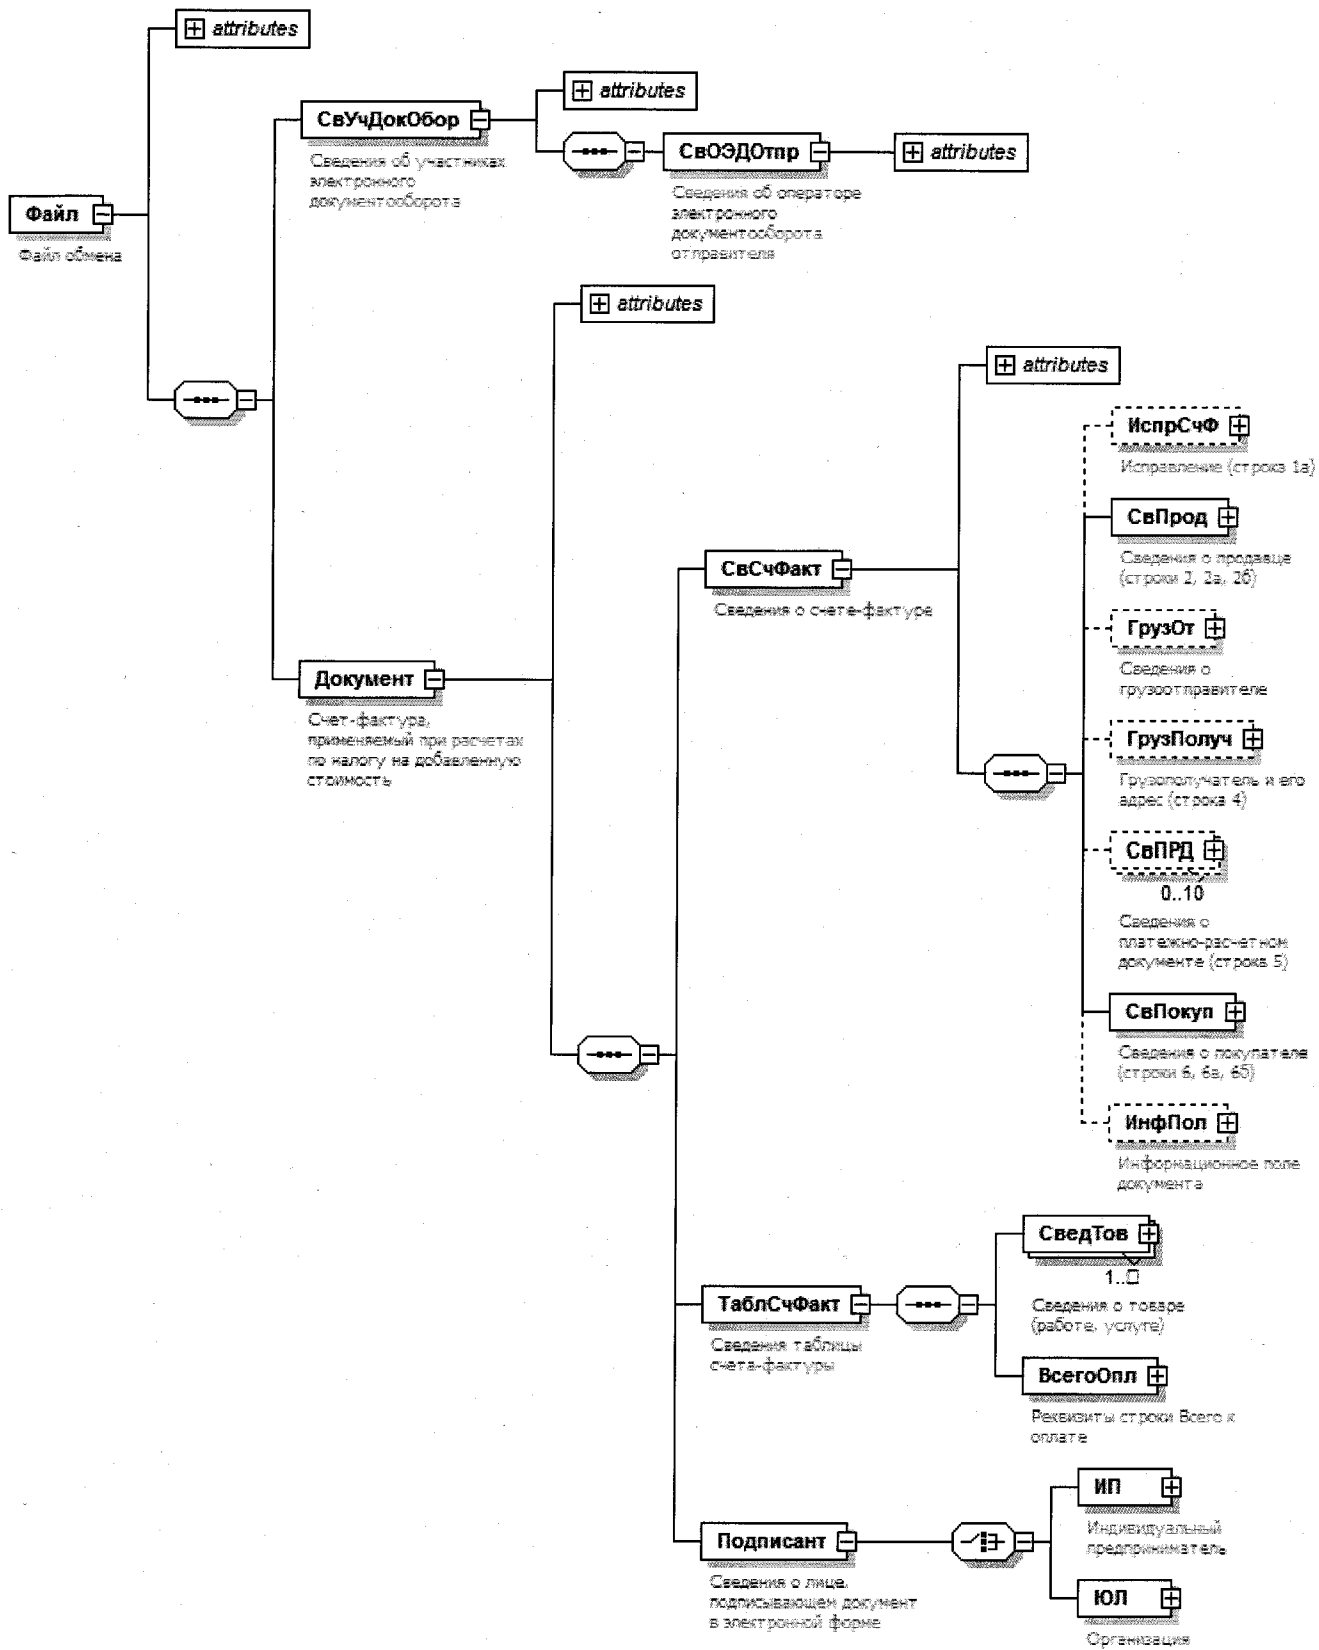 attributes
attributes
СвУчДокОбор
Сведения об участниках
электронного
документооборота
СвОЭДОтпр
attributes
Сведения об операторе
электронного
документооборота
отправителя
Файл
Файл обмена
attributes
attributes
ИспрСчФ
Исправление (строка 1а)
СвПрод
Сведения о продавце
(строки 2, 2а, 2б)
СвСчФакт
Сведения о счете-фактуре
ГрузОт
Сведения о
грузоотправителе
Документ
Счет-фактура,
применяемый при расчетах
по налогу на добавленную
стоимость
ГрузПолуч
Грузополучатель и его
адрес (строка 4)
СвПРД
0..10
Сведения о
платежно-расчетном
документе (строка 5)
СвПокуп
Сведения о покупателе
(строки 6, 6а, 6б)
ИнфПол
Информационное поле
документа
СведТов
1..□
Сведения о товаре
(работе, услуге)
ТаблСчФакт
Сведения таблицы
счета-фактуры
ВсегоОпл
Реквизиты строки Всего к
оплате
ИП
Индивидуальный
предприниматель
Подписант
Сведения о лице,
подписывающем документ
в электронной форме
ЮЛ
Организация